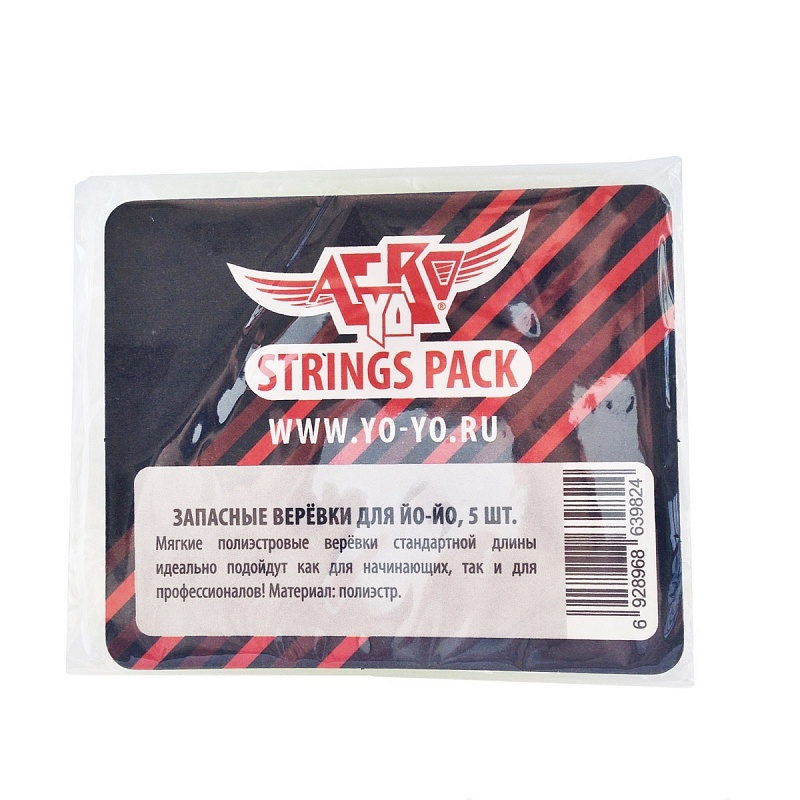 AERO
YO®
STRINGS PACK
WWW.YO-YO.RU
ЗАПАСНЫЕ ВЕРЁВКИ ДЛЯ ЙО-ЙО, 5 ШТ.
Мягкие полиэстровые верёвки стандартной длины
идеально подойдут как для начинающих, так и для
профессионалов! Материал: полиэстр.
6 928968 639824